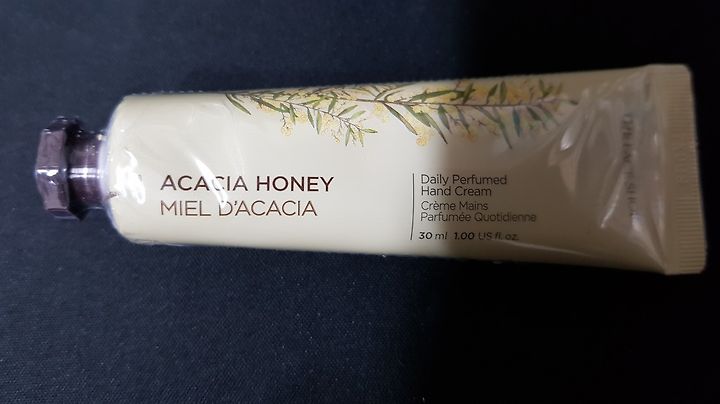 ACACIA HONEY
MIEL D'ACACIA
Daily Perfumed
Hand Cream
Crème Mains
Parfumée Quotidienne
30 ml 1.00 US fl. oz.